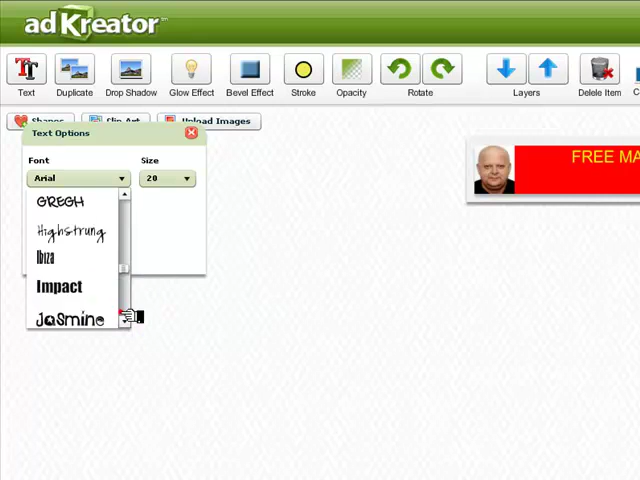 adKreator
Text
Duplicate
Drop Shadow
Glow Effect
Bevel Effect
Stroke
Opacity
Rotate
Layers
Delele Item
Shapes
Clip Art
Upload Images
Text Options
Font
Size
Arial
20
GREGH
Highstrung
Ibiza
Impact
Jasmine
FREE MA